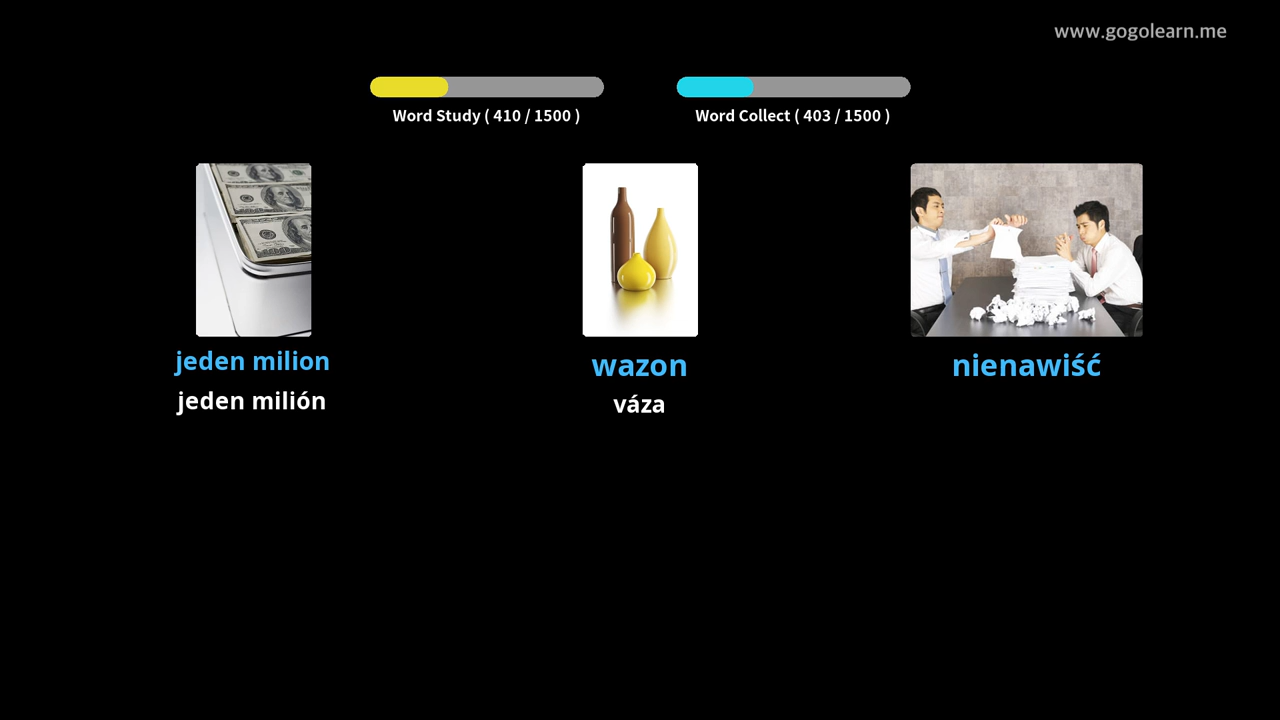 www.gogolearn.me
Word Study ( 410 / 1500 )
Word Collect ( 403 / 1500 )
jeden milion
jeden milión
wazon
váza
nienawiść